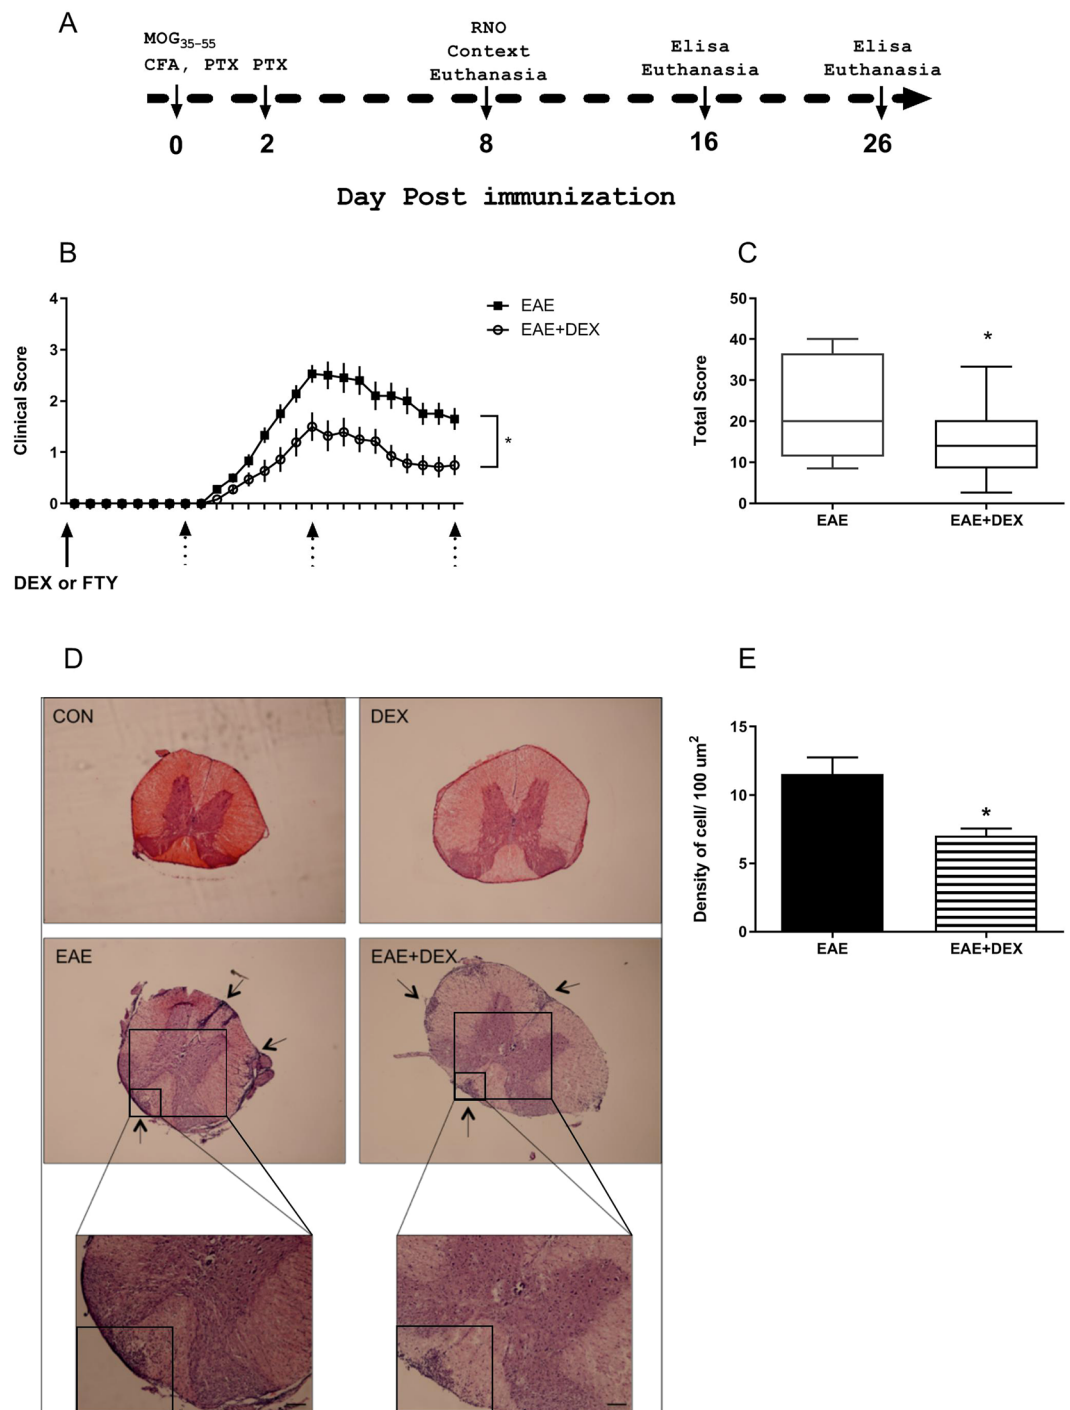 A
MOG35-55
CFA, PTX PTX
RNO
Context
Euthanasia
Elisa
Euthanasia
Elisa
Euthanasia
0 2 8 16 26
Day Post immunization
B
Clinical Score
4
3
2
1
0
EAE
EAE+DEX
*
DEX or FTY
C
Total Score
50
40
30
20
10
0
*
EAE EAE+DEX
D
CON
DEX
EAE
EAE+DEX
E
Density of cell/ 100 um2
15
10
5
0
*
EAE EAE+DEX